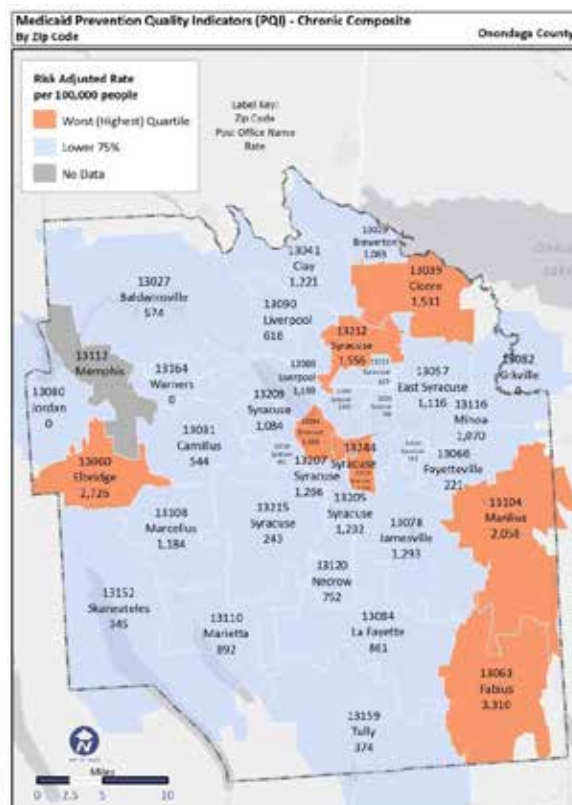 Medicaid Prevention Quality Indicators (PQI) - Chronic Composite
By Zip Code
Onondaga County
Risk Adjusted Rate
per 100,000 people
Worst (Highest) Quartile
Lower 75%
No Data
Label Key:
Zip Code
Post Office Name
Rate
13029
Brewerton
1,083
13041
Clay
1,221
13039
Cicero
1,531
13027
Baldwinsville
574
13090
Liverpool
618
13212
Syracuse
1,556
13112
Memphis
13164
Warners
0
13088
Liverpool
13057
East Syracuse
1,116
13082
Kirkville
0
13080
Jordan
0
13209
Syracuse
1,084
13116
Minoa
1,070
13031
Camillus
544
13066
Fayetteville
221
13060
Elbridge
2,726
13207
Syracuse
1,256
13244
Syracuse
13104
Manlius
2,058
13108
Marcellus
1,184
13215
Syracuse
243
13205
Syracuse
1,232
13078
Jamesville
1,293
13120
Nedrow
752
13152
Skaneateles
345
13110
Marietta
892
13084
La Fayette
861
13063
Fabius
3,310
13159
Tully
374
N
Miles
0 2.5 5 10